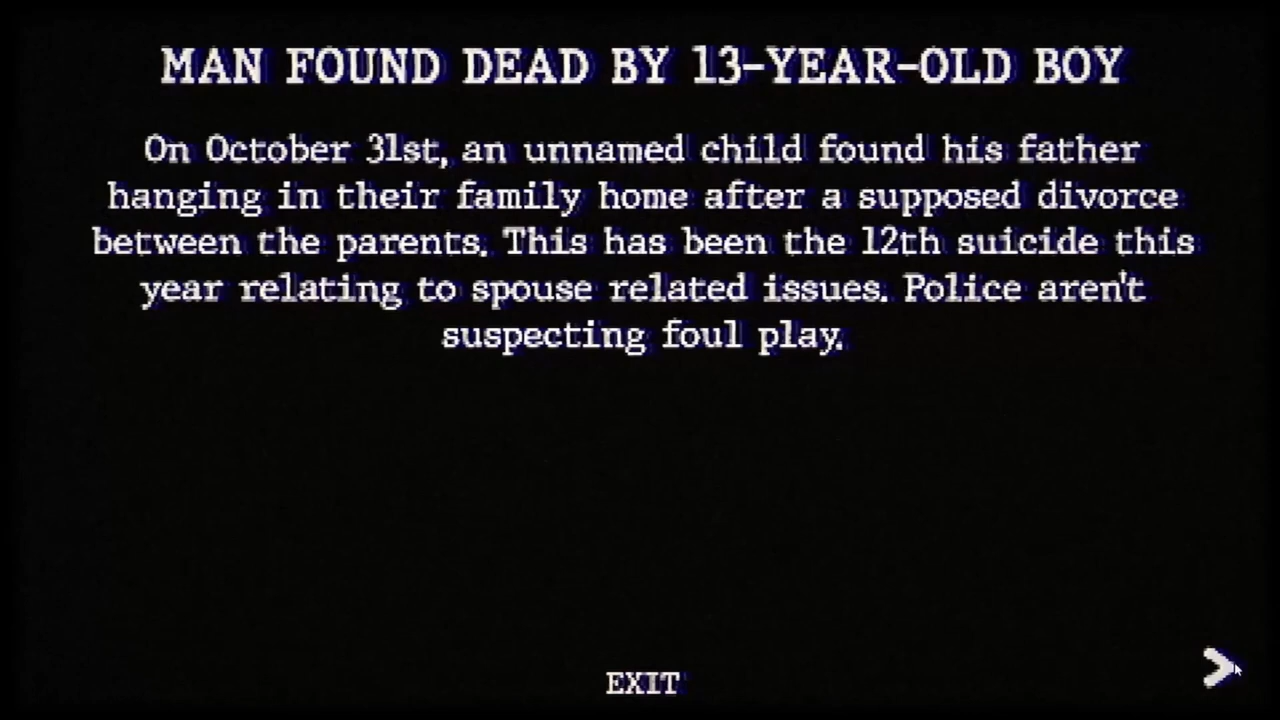 MAN FOUND DEAD BY 13-YEAR-OLD BOY
On October 31st, an unnamed child found his father
hanging in their family home after a supposed divorce
between the parents. This has been the 12th suicide this
year relating to spouse related issues. Police aren't
suspecting foul play.
EXIT
>